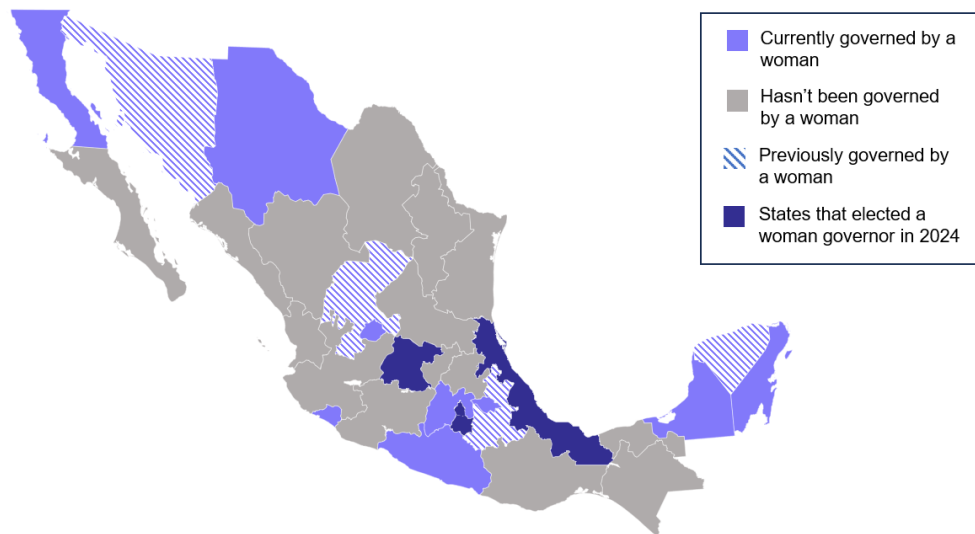 Currently governed by a
woman
Hasn't been governed
by a woman
Previously governed by
a woman
States that elected a
woman governor in 2024